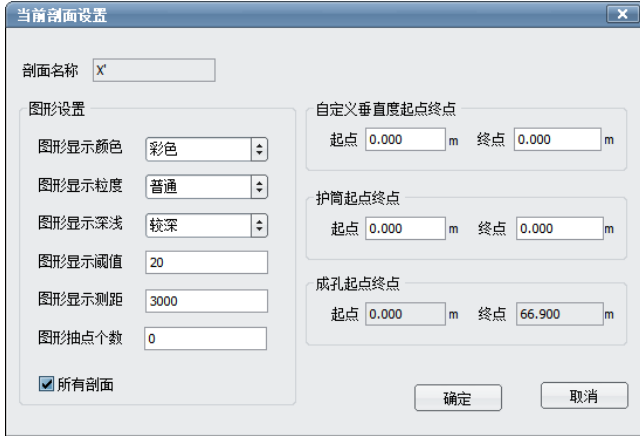 当前剖面设置
剖面名称 X'
图形设置
图形显示颜色 彩色
图形显示粒度 普通
图形显示深浅 较深
图形显示阈值 20
图形显示测距 3000
图形抽点个数 0
所有剖面
自定义垂直度起点终点
起点 0.000 m 终点 0.000 m
护筒起点终点
起点 0.000 m 终点 0.000 m
成孔起点终点
起点 0.000 m 终点 66.900 m
确定 取消